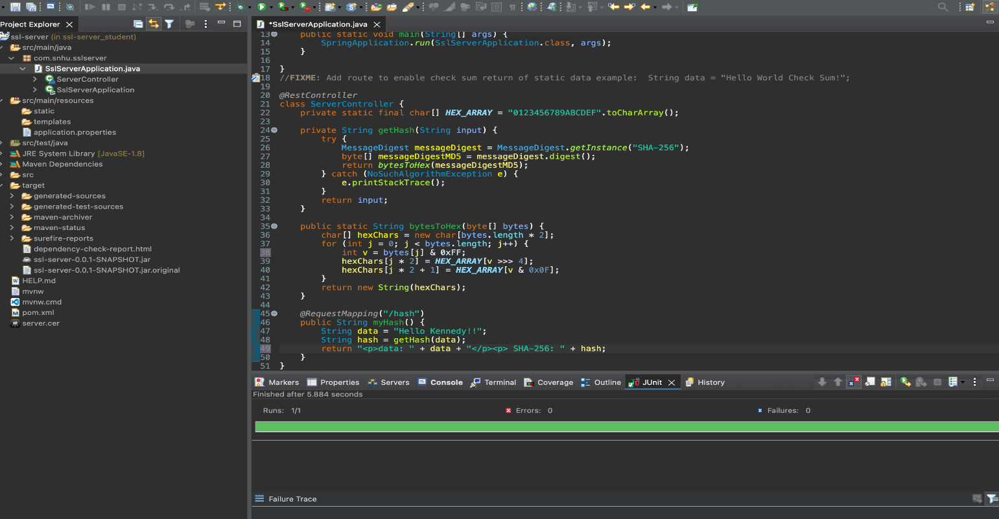 Project Explorer
ssl-server (in ssl-server_student)
src/main/java
com.snhu.sslserver
SslServerApplication.java
ServerController
SslServerApplication
src/main/resources
static
templates
application.properties
src/test/java
JRE System Library [JavaSE-1.8]
Maven Dependencies
src
target
generated-sources
generated-test-sources
maven-archiver
maven-status
surefire-reports
dependency-check-report.html
ssl-server-0.0.1-SNAPSHOT.jar
ssl-server-0.0.1-SNAPSHOT.jar.original
HELP.md
mvnw
mvnw.cmd
pom.xml
server.cer
*SslServerApplication.java
13 public static void main(String[] args) {
14 SpringApplication.run(SslServerApplication.class, args);
15 }
16
17 }
18 //FIXME: Add route to enable check sum return of static data example:  String data = "Hello World Check Sum!";
19
20 @RestController
21 class ServerController {
22 private static final char[] HEX_ARRAY = "0123456789ABCDEF".toCharArray();
23
24 private String getHash(String input) {
25 try {
26 MessageDigest messageDigest = MessageDigest.getInstance("SHA-256");
27 byte[] messageDigestMD5 = messageDigest.digest();
28 return bytesToHex(messageDigestMD5);
29 } catch (NoSuchAlgorithmException e) {
30 e.printStackTrace();
31 }
32 return input;
33 }
34
35 public static String bytesToHex(byte[] bytes) {
36 char[] hexChars = new char[bytes.length * 2];
37 for (int j = 0; j < bytes.length; j++) {
38 int v = bytes[j] & 0xFF;
39 hexChars[j * 2] = HEX_ARRAY[v >>> 4];
40 hexChars[j * 2 + 1] = HEX_ARRAY[v & 0x0F];
41 }
42 return new String(hexChars);
43 }
44
45 @RequestMapping("/hash")
46 public String myHash() {
47 String data = "Hello Kennedy!!";
48 String hash = getHash(data);
49 return "<p>data: " + data + "</p><p> SHA-256: " + hash;
50 }
51 }
Markers Properties Servers Console Terminal Coverage Outline JUnit History
Finished after 5.884 seconds
Runs: 1/1 Errors: 0 Failures: 0
Failure Trace